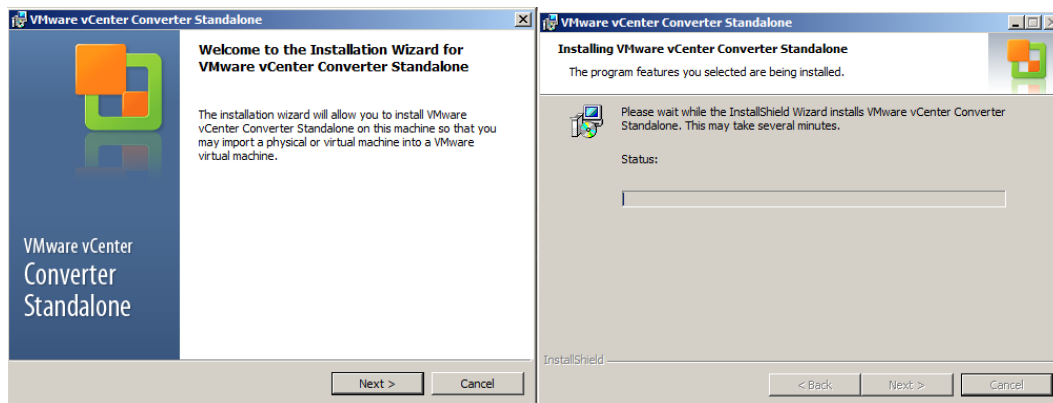 VMware vCenter Converter Standalone
Welcome to the Installation Wizard for
VMware vCenter Converter Standalone
The installation wizard will allow you to install VMware
vCenter Converter Standalone on this machine so that you
may import a physical or virtual machine into a VMware
virtual machine.
VMware vCenter
Converter
Standalone
Next >
Cancel
VMware vCenter Converter Standalone
Installing VMware vCenter Converter Standalone
The program features you selected are being installed.
Please wait while the InstallShield Wizard installs VMware vCenter Converter
Standalone. This may take several minutes.
Status:
InstallShield
< Back
Next >
Cancel